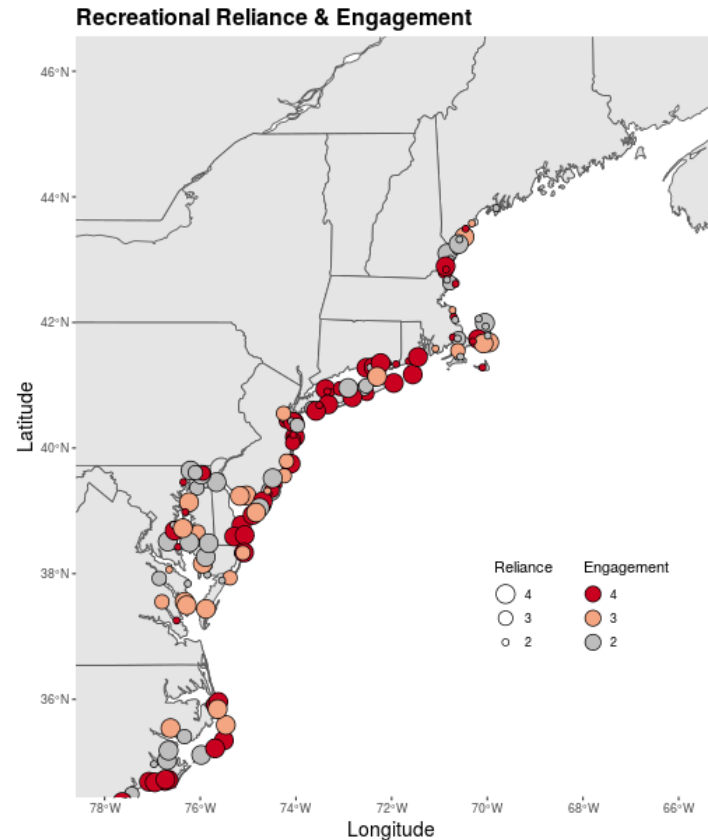 Recreational Reliance & Engagement
46°N
44°N
42°N
40°N
38°N
36°N
Latitude
Reliance
4
3
2
Engagement
4
3
2
78°W 76°W 74°W 72°W 70°W 68°W 66°W
Longitude